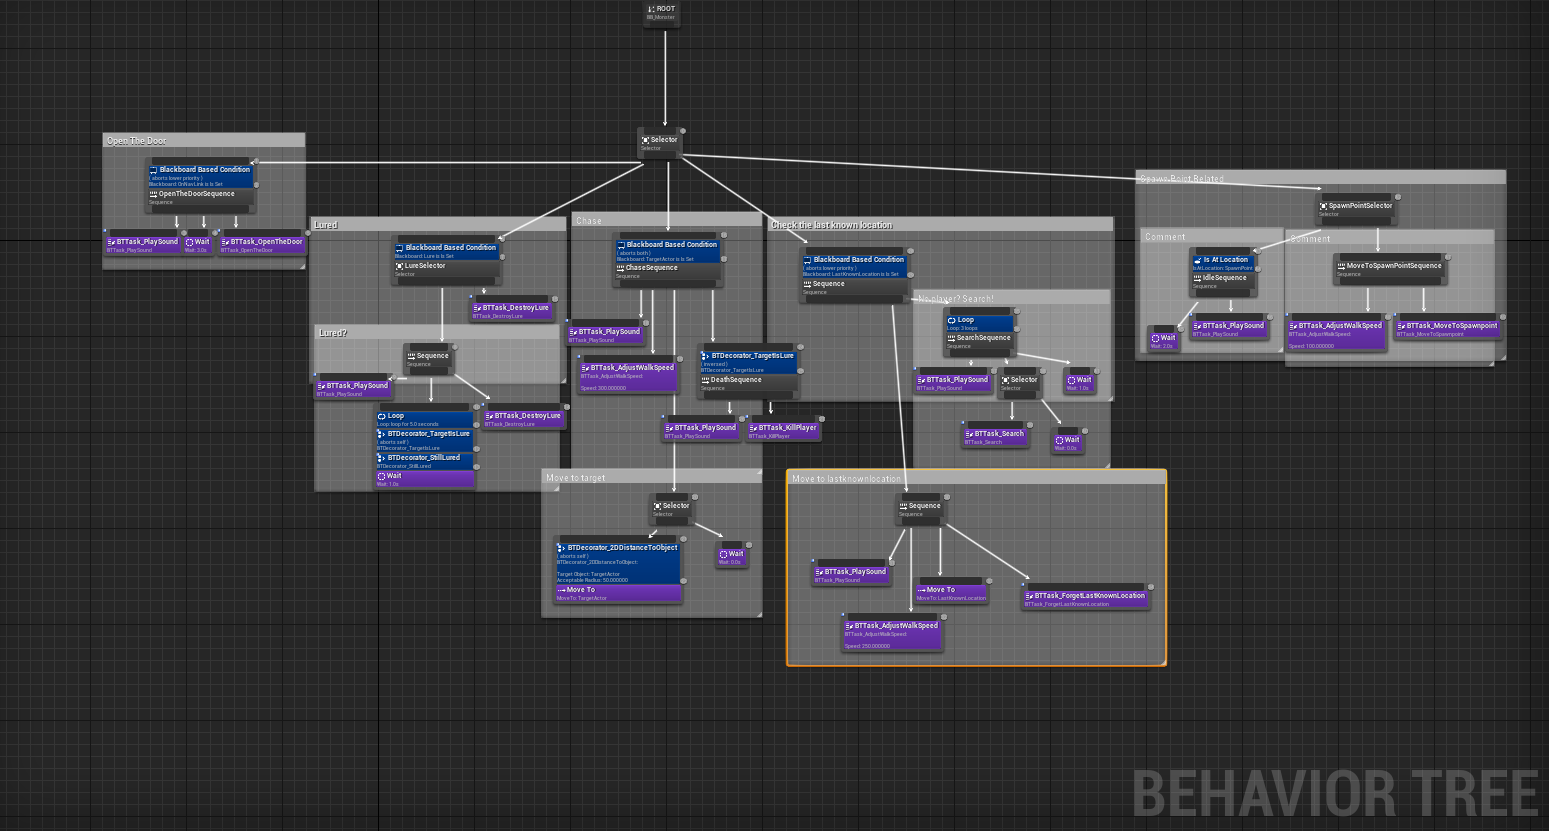 ROOT
BB_Monster
Selector
Selector
Open The Door
Blackboard Based Condition
( aborts lower priority )
Blackboard: OnNavLink is Is Set
OpenTheDoorSequence
Sequence
BTTask_PlaySound
BTTask_PlaySound
Wait
Wait: 3.0s
BTTask_OpenTheDoor
BTTask_OpenTheDoor
Lured
Blackboard Based Condition
Blackboard: Lure is Is Set
LureSelector
Selector
BTTask_DestroyLure
BTTask_DestroyLure
Lured?
Sequence
Sequence
BTTask_PlaySound
BTTask_PlaySound
Loop
Loop: loop for 5.0 seconds
BTDecorator_TargetIsLure
( aborts self )
BTDecorator_TargetIsLure
BTDecorator_StillLured
BTDecorator_StillLured
Wait
Wait: 1.0s
BTTask_DestroyLure
BTTask_DestroyLure
Chase
Blackboard Based Condition
( aborts both )
Blackboard: TargetActor is Is Set
ChaseSequence
Sequence
BTTask_PlaySound
BTTask_PlaySound
BTTask_AdjustWalkSpeed
BTTask_AdjustWalkSpeed:
Speed: 300.000000
BTDecorator_TargetIsLure
( inversed )
BTDecorator_TargetIsLure
DeathSequence
Sequence
BTTask_PlaySound
BTTask_PlaySound
BTTask_KillPlayer
BTTask_KillPlayer
Move to target
Selector
Selector
BTDecorator_2DDistanceToObject
( aborts self )
BTDecorator_2DDistanceToObject:
Target Object: TargetActor
Acceptable Radius: 50.000000
Move To
MoveTo: TargetActor
Wait
Wait: 0.0s
Check the last known location
Blackboard Based Condition
( aborts lower priority )
Blackboard: LastKnownLocation is Is Set
Sequence
Sequence
No player? Search!
Loop
Loop: 3 loops
SearchSequence
Sequence
BTTask_PlaySound
BTTask_PlaySound
Selector
Selector
Wait
Wait: 1.0s
BTTask_Search
BTTask_Search
Wait
Wait: 0.0s
Move to lastknownlocation
Sequence
Sequence
BTTask_PlaySound
BTTask_PlaySound
Move To
MoveTo: LastKnownLocation
BTTask_ForgetLastKnownLocation
BTTask_ForgetLastKnownLocation
BTTask_AdjustWalkSpeed
BTTask_AdjustWalkSpeed:
Speed: 250.000000
Spawn Point Related
SpawnPointSelector
Selector
Comment
Is At Location
IsAtLocation: SpawnPoint
IdleSequence
Sequence
Wait
Wait: 2.0s
BTTask_PlaySound
BTTask_PlaySound
Comment
MoveToSpawnPointSequence
Sequence
BTTask_AdjustWalkSpeed
BTTask_AdjustWalkSpeed:
Speed: 100.000000
BTTask_MoveToSpawnpoint
BTTask_MoveToSpawnpoint
BEHAVIOR TREE